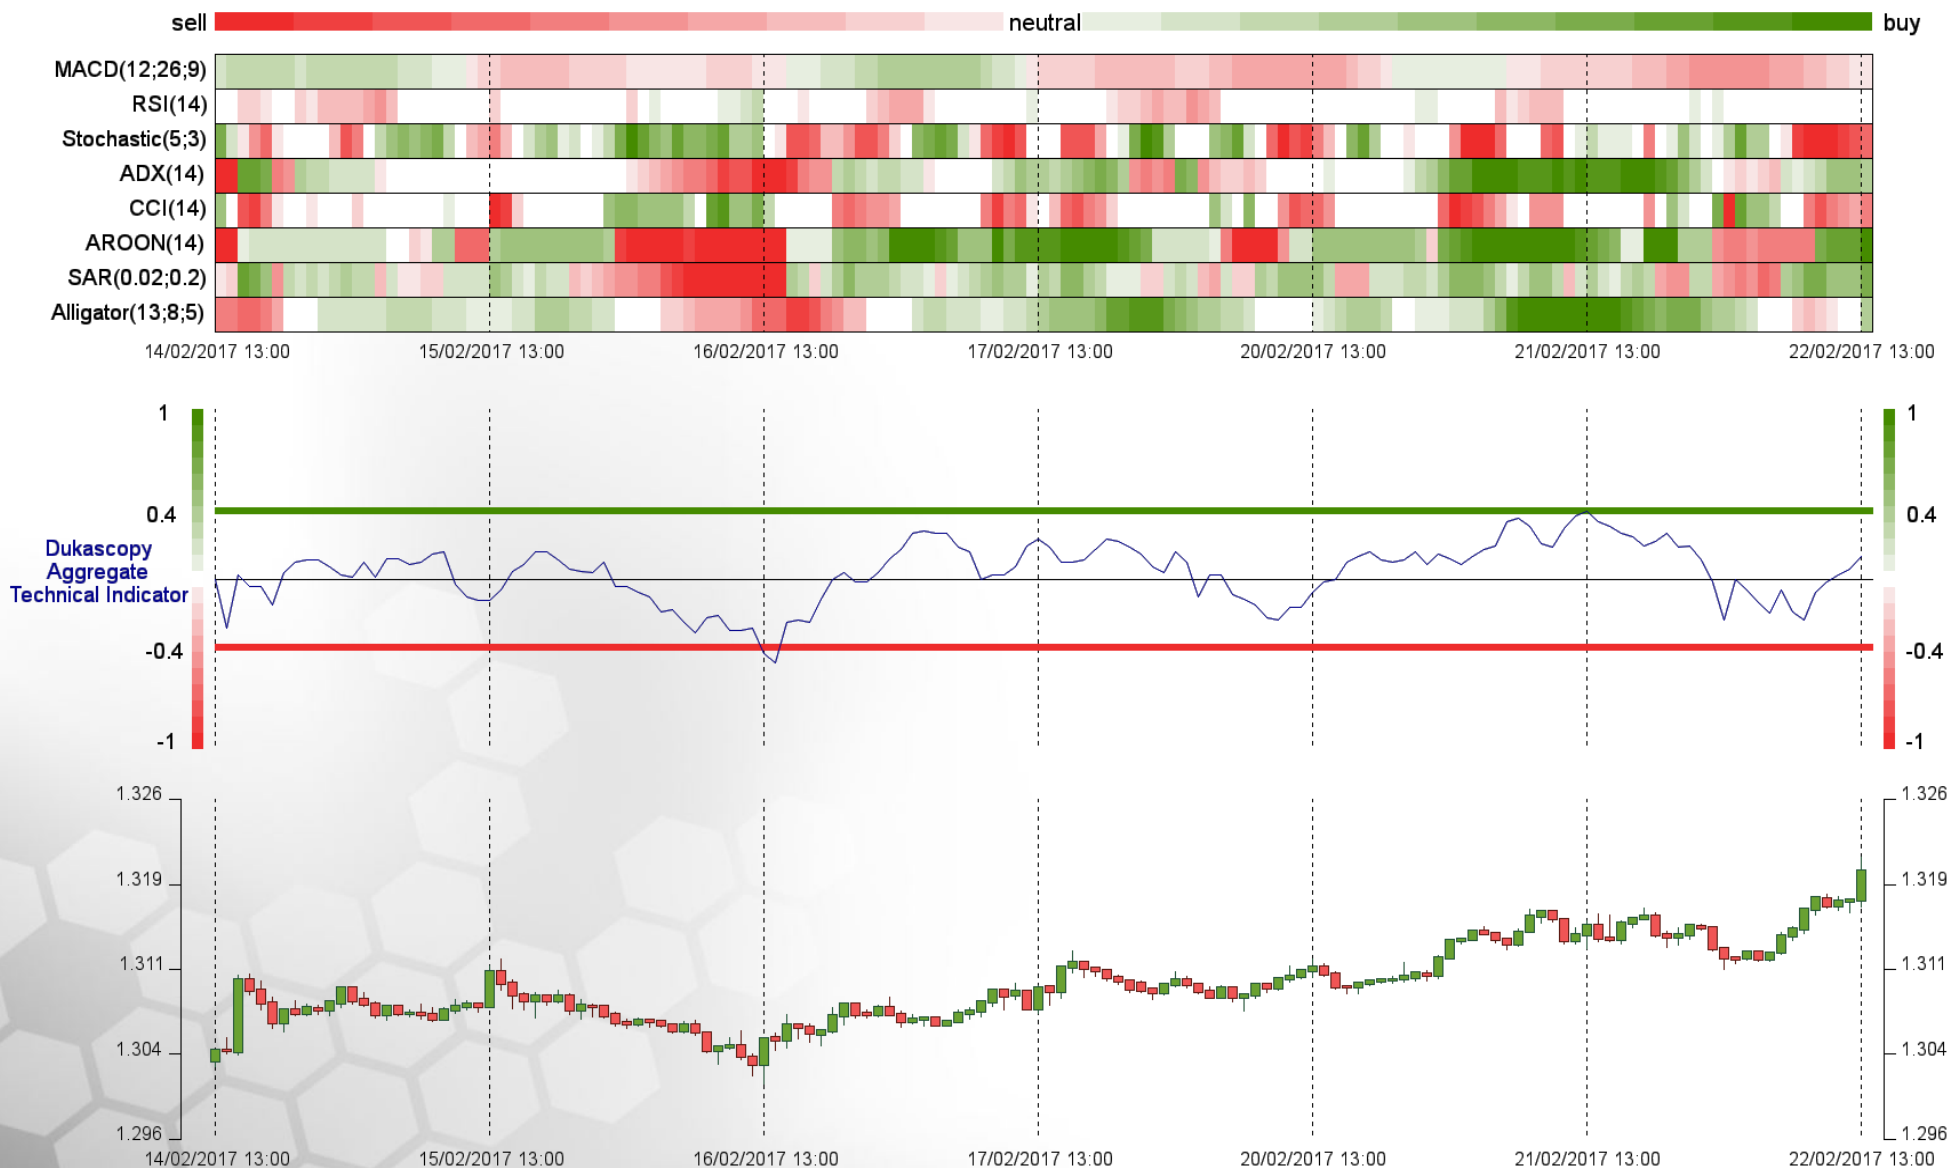 sell neutral buy
MACD(12;26;9)
RSI(14)
Stochastic(5;3)
ADX(14)
CCI(14)
AROON(14)
SAR(0.02;0.2)
Alligator(13;8;5)
14/02/2017 13:00 15/02/2017 13:00 16/02/2017 13:00 17/02/2017 13:00 20/02/2017 13:00 21/02/2017 13:00 22/02/2017 13:00
1 1
0.4 0.4
Dukascopy
Aggregate
Technical Indicator
-0.4 -0.4
-1 -1
1.326 1.326
1.319 1.319
1.311 1.311
1.304 1.304
1.296 1.296
14/02/2017 13:00 15/02/2017 13:00 16/02/2017 13:00 17/02/2017 13:00 20/02/2017 13:00 21/02/2017 13:00 22/02/2017 13:00